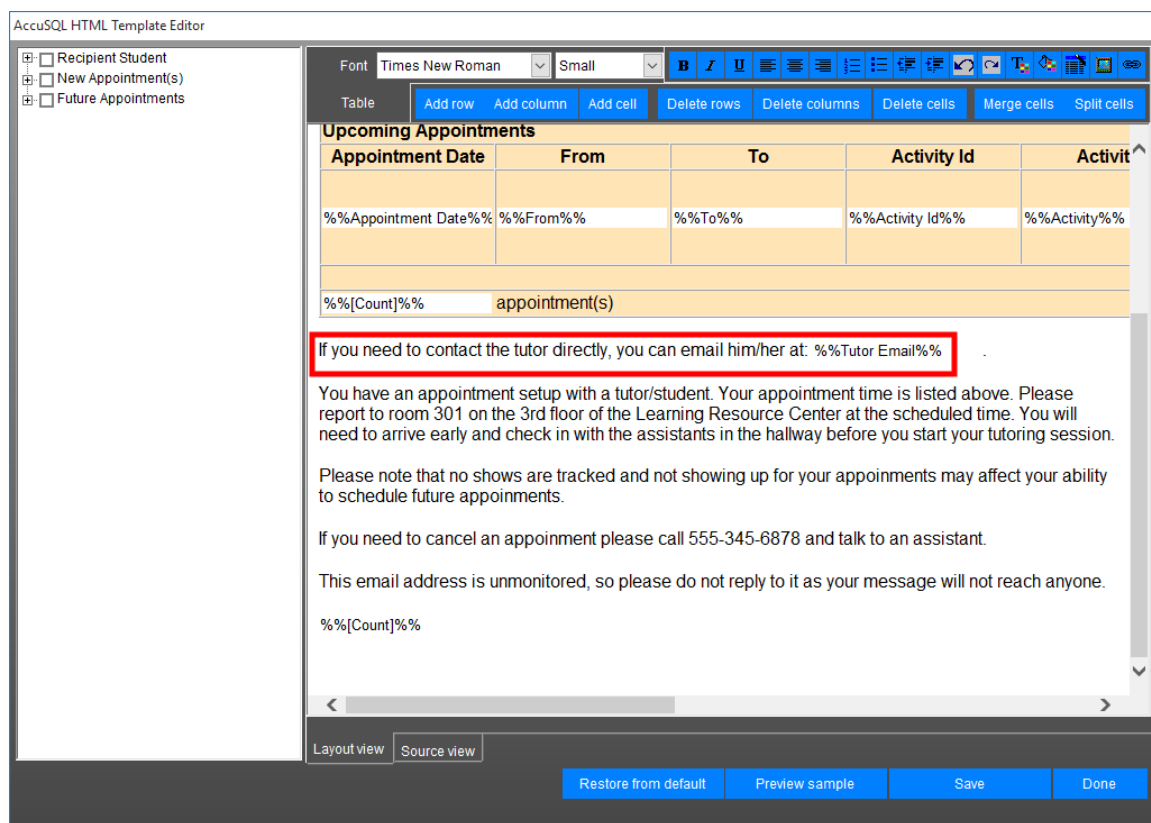 AccuSQL HTML Template Editor
Recipient Student
New Appointment(s)
Future Appointments
Font Times New Roman Small B I U
Table Add row Add column Add cell Delete rows Delete columns Delete cells Merge cells Split cells
Upcoming Appointments
Appointment Date From To Activity Id Activit
%%Appointment Date%% %%From%% %%To%% %%Activity Id%% %%Activity%%
%%[Count]%% appointment(s)
If you need to contact the tutor directly, you can email him/her at: %%Tutor Email%% .
You have an appointment setup with a tutor/student. Your appointment time is listed above. Please
report to room 301 on the 3rd floor of the Learning Resource Center at the scheduled time. You will
need to arrive early and check in with the assistants in the hallway before you start your tutoring session.
Please note that no shows are tracked and not showing up for your appoinments may affect your ability
to schedule future appoinments.
If you need to cancel an appoinment please call 555-345-6878 and talk to an assistant.
This email address is unmonitored, so please do not reply to it as your message will not reach anyone.
%%[Count]%%
Layout view Source view
Restore from default Preview sample Save Done